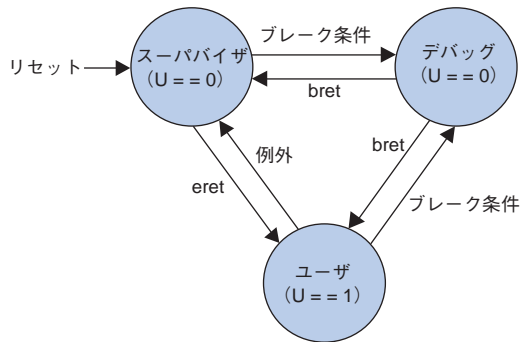 ブレーク条件
スーパバイザ
(U = = 0)
デバッグ
(U = = 0)
リセット
bret
例外
bret
eret
ブレーク条件
ユーザ
(U = = 1)